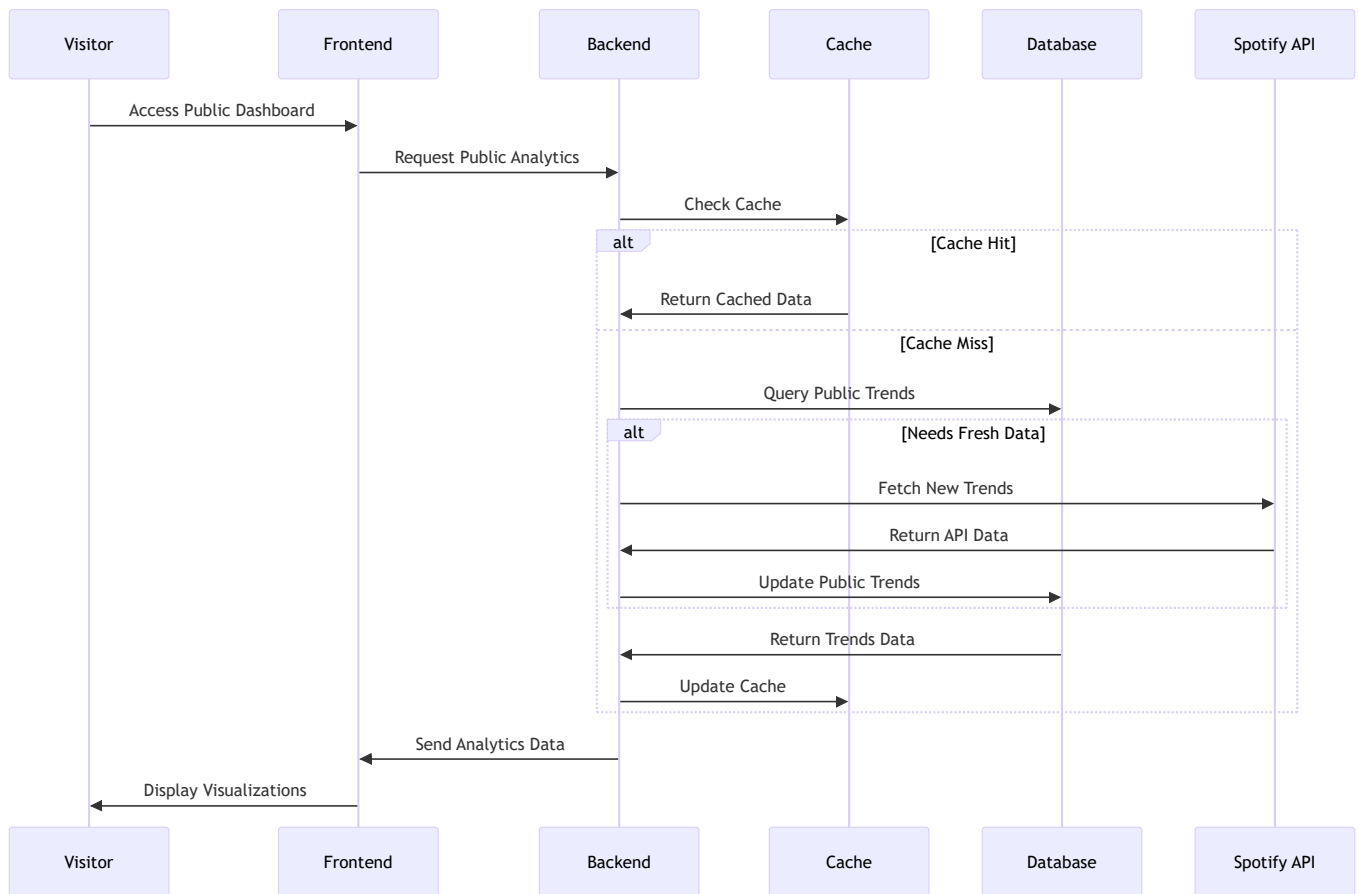 Visitor
Frontend
Backend
Cache
Database
Spotify API
Access Public Dashboard
Request Public Analytics
Check Cache
alt
[Cache Hit]
Return Cached Data
[Cache Miss]
Query Public Trends
alt
[Needs Fresh Data]
Fetch New Trends
Return API Data
Update Public Trends
Return Trends Data
Update Cache
Send Analytics Data
Display Visualizations
Visitor
Frontend
Backend
Cache
Database
Spotify API